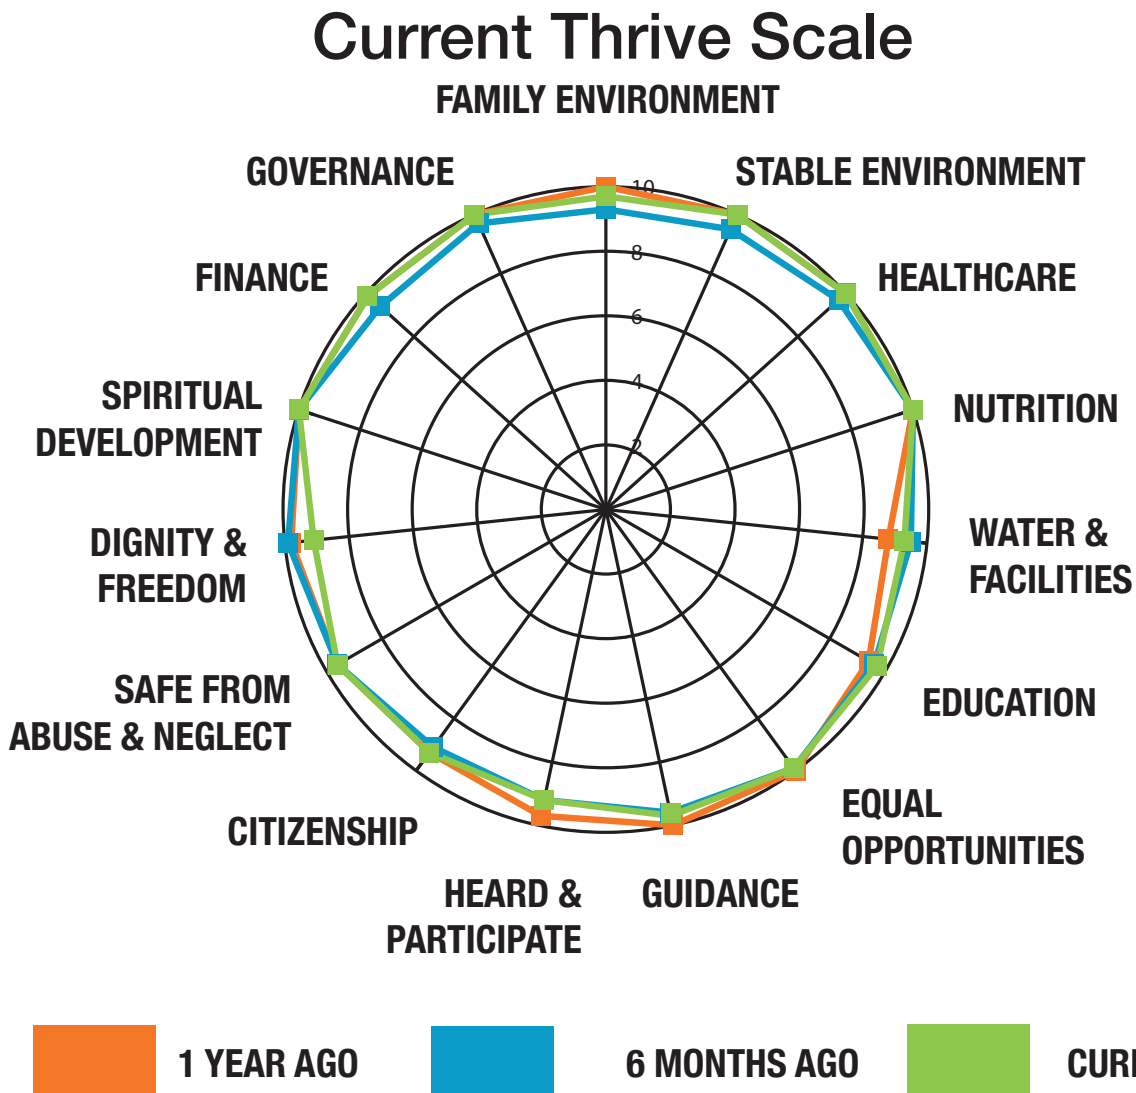 Current Thrive Scale
FAMILY ENVIRONMENT
GOVERNANCE
STABLE ENVIRONMENT
10
FINANCE
8
HEALTHCARE
6
SPIRITUAL
DEVELOPMENT
4
NUTRITION
2
DIGNITY &
FREEDOM
WATER &
FACILITIES
SAFE FROM
ABUSE & NEGLECT
EDUCATION
CITIZENSHIP
EQUAL
OPPORTUNITIES
HEARD &
PARTICIPATE
GUIDANCE
1 YEAR AGO
6 MONTHS AGO